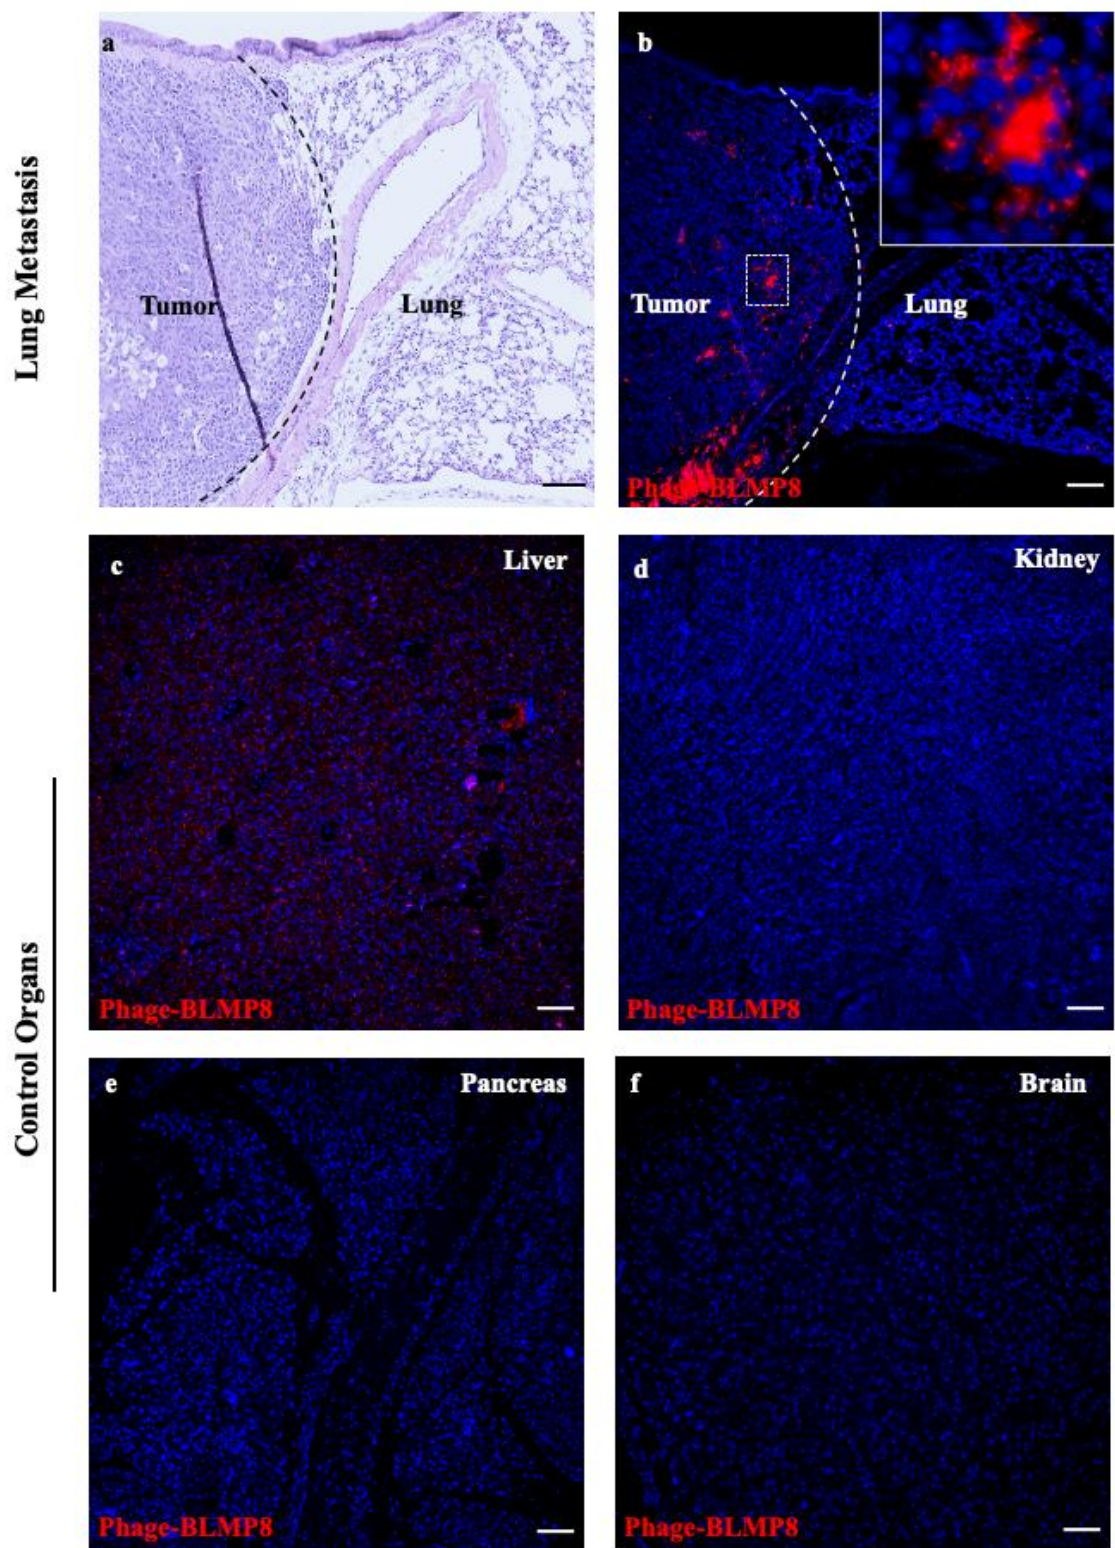 Lung Metastasis
a
Tumor
Lung
b
Tumor
Lung
Phage-BLMP8
Control Organs
c
Liver
Phage-BLMP8
d
Kidney
e
Pancreas
Phage-BLMP8
f
Brain
Phage-BLMP8